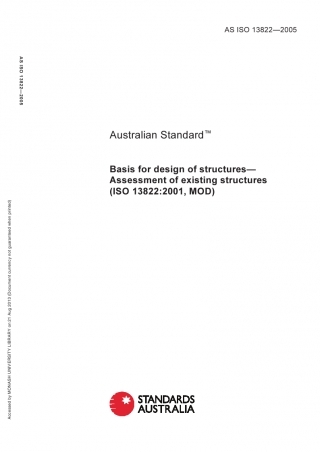 AS ISO 13822—2005
AS ISO 13822—2005
Australian Standard™
Basis for design of structures—
Assessment of existing structures
(ISO 13822:2001, MOD)
Accessed by MONASH UNIVERSITY LIBRARY on 21 Aug 2013 (Document currency not guaranteed when printed)
STANDARDS
AUSTRALIA